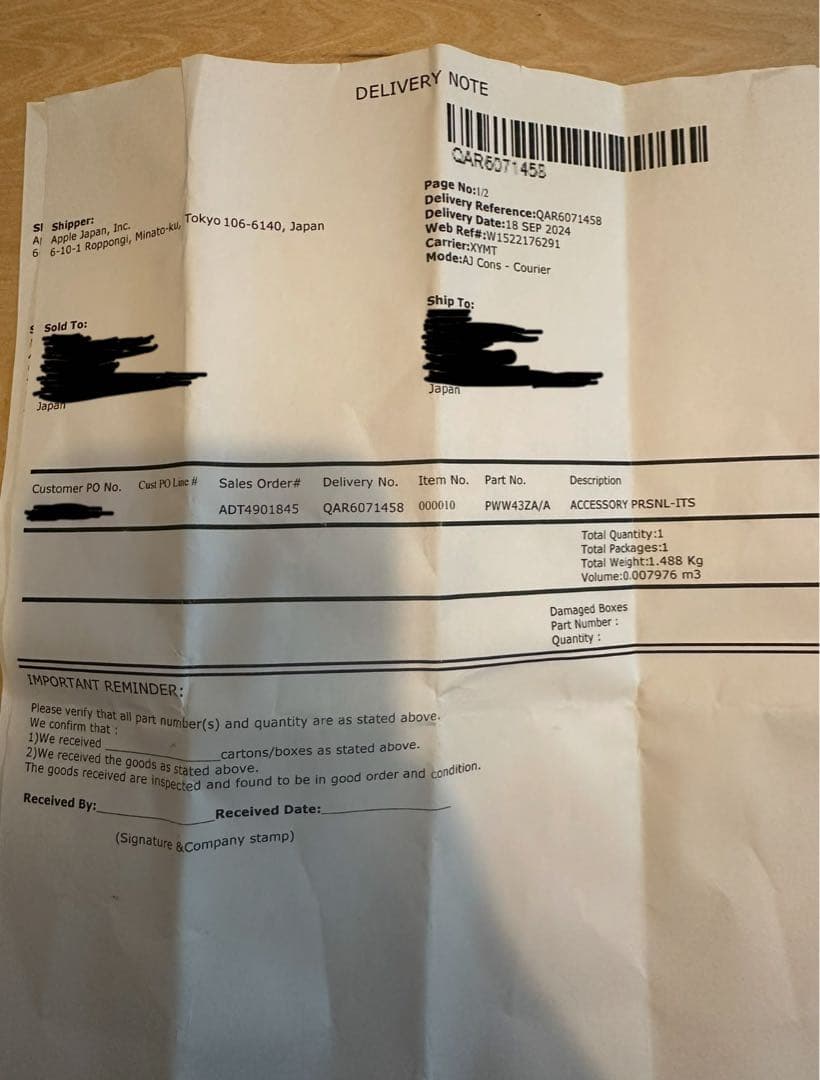 DELIVERY NOTE
QAR6071458
Page No:1/2
Delivery Reference:QAR6071458
Delivery Date:18 SEP 2024
Web Ref#:W1522176291
Carrier:XYMT
Mode:AJ Cons - Courier
Shipper:
Apple Japan, Inc.
6-10-1 Roppongi, Minato-ku, Tokyo 106-6140, Japan
Sold To:
Japan
Ship To:
Japan
Customer PO No. Cust PO Line # Sales Order# Delivery No. Item No. Part No. Description
ADT4901845 QAR6071458 000010 PWW43ZA/A ACCESSORY PRSNL-ITS
Total Quantity:1
Total Packages:1
Total Weight:1.488 Kg
Volume:0.007976 m3
Damaged Boxes
Part Number :
Quantity :
IMPORTANT REMINDER:
Please verify that all part number(s) and quantity are as stated above.
We confirm that :
1)We received ____________cartons/boxes as stated above.
2)We received the goods as stated above.
The goods received are inspected and found to be in good order and condition.
Received By:____________ Received Date:____________
(Signature &Company stamp)